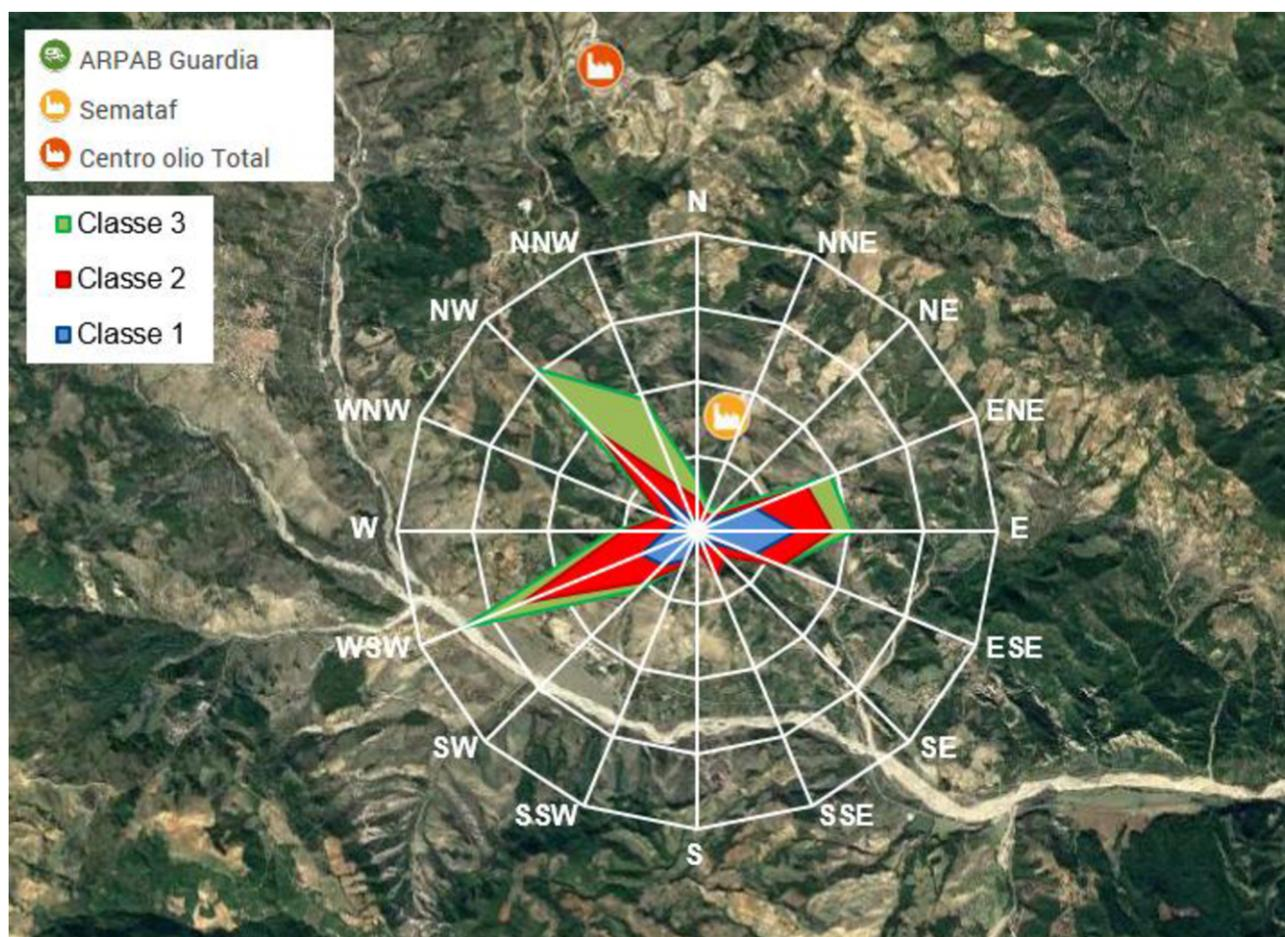 ARPAB Guardia
Semataf
Centro olio Total
Classe 3
Classe 2
Classe 1
N
NNW
NNE
NW
NE
WNW
ENE
W
E
WSW
ESE
SW
SE
SSW
SSE
S